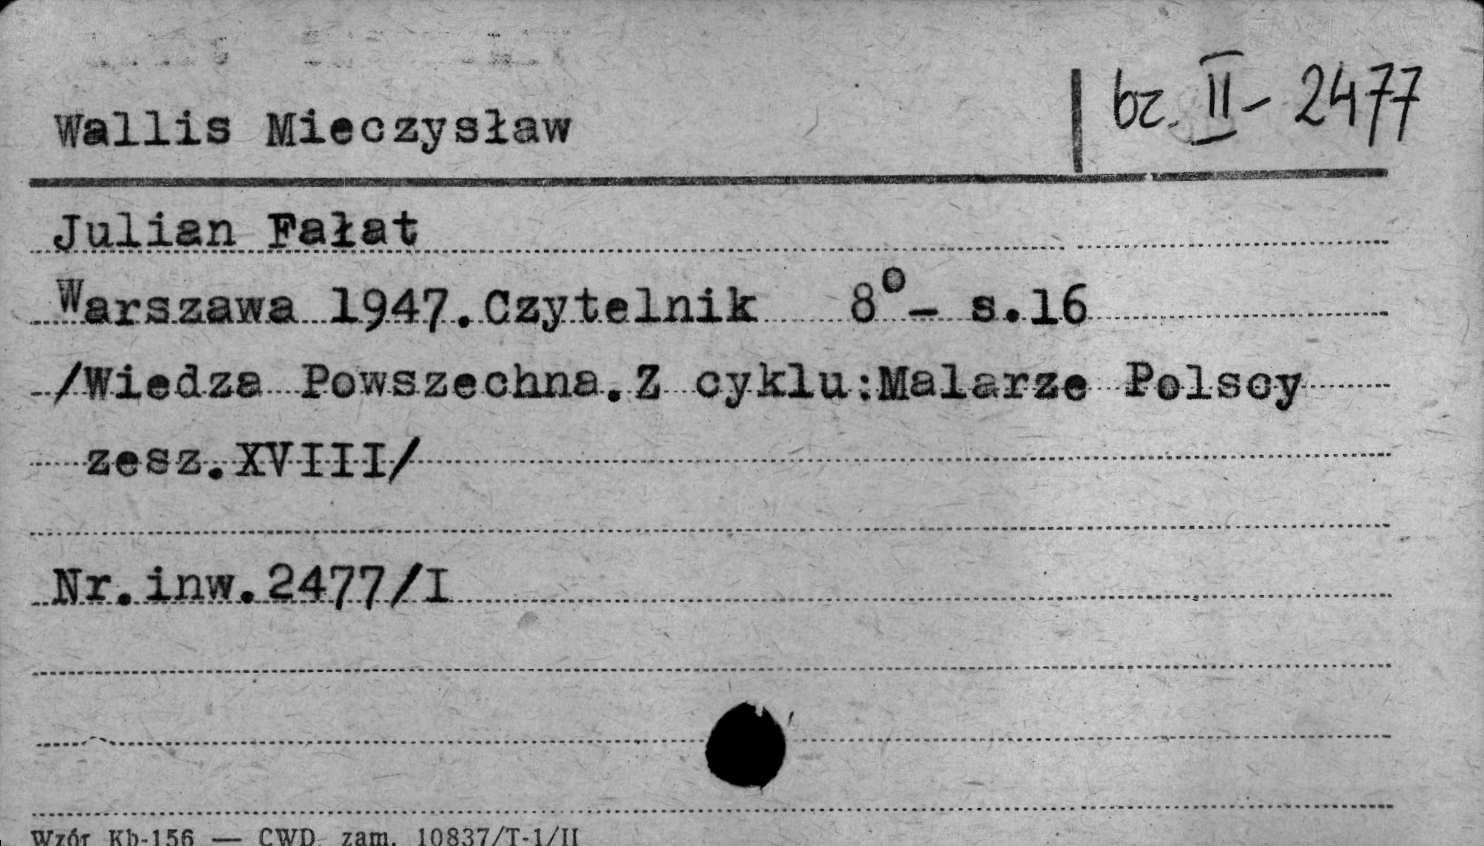 Wallis Mieczysław
bz. II - 2477
Julian Fałat
Warszawa 1947. Czytelnik 8° - s.16
/Wiedza Powszechna. Z cyklu: Malarze Polscy
zesz. XVIII/
Nr. inw. 2477/I
Wzór Kb-156 — CWD zam. 10837/T-1/II